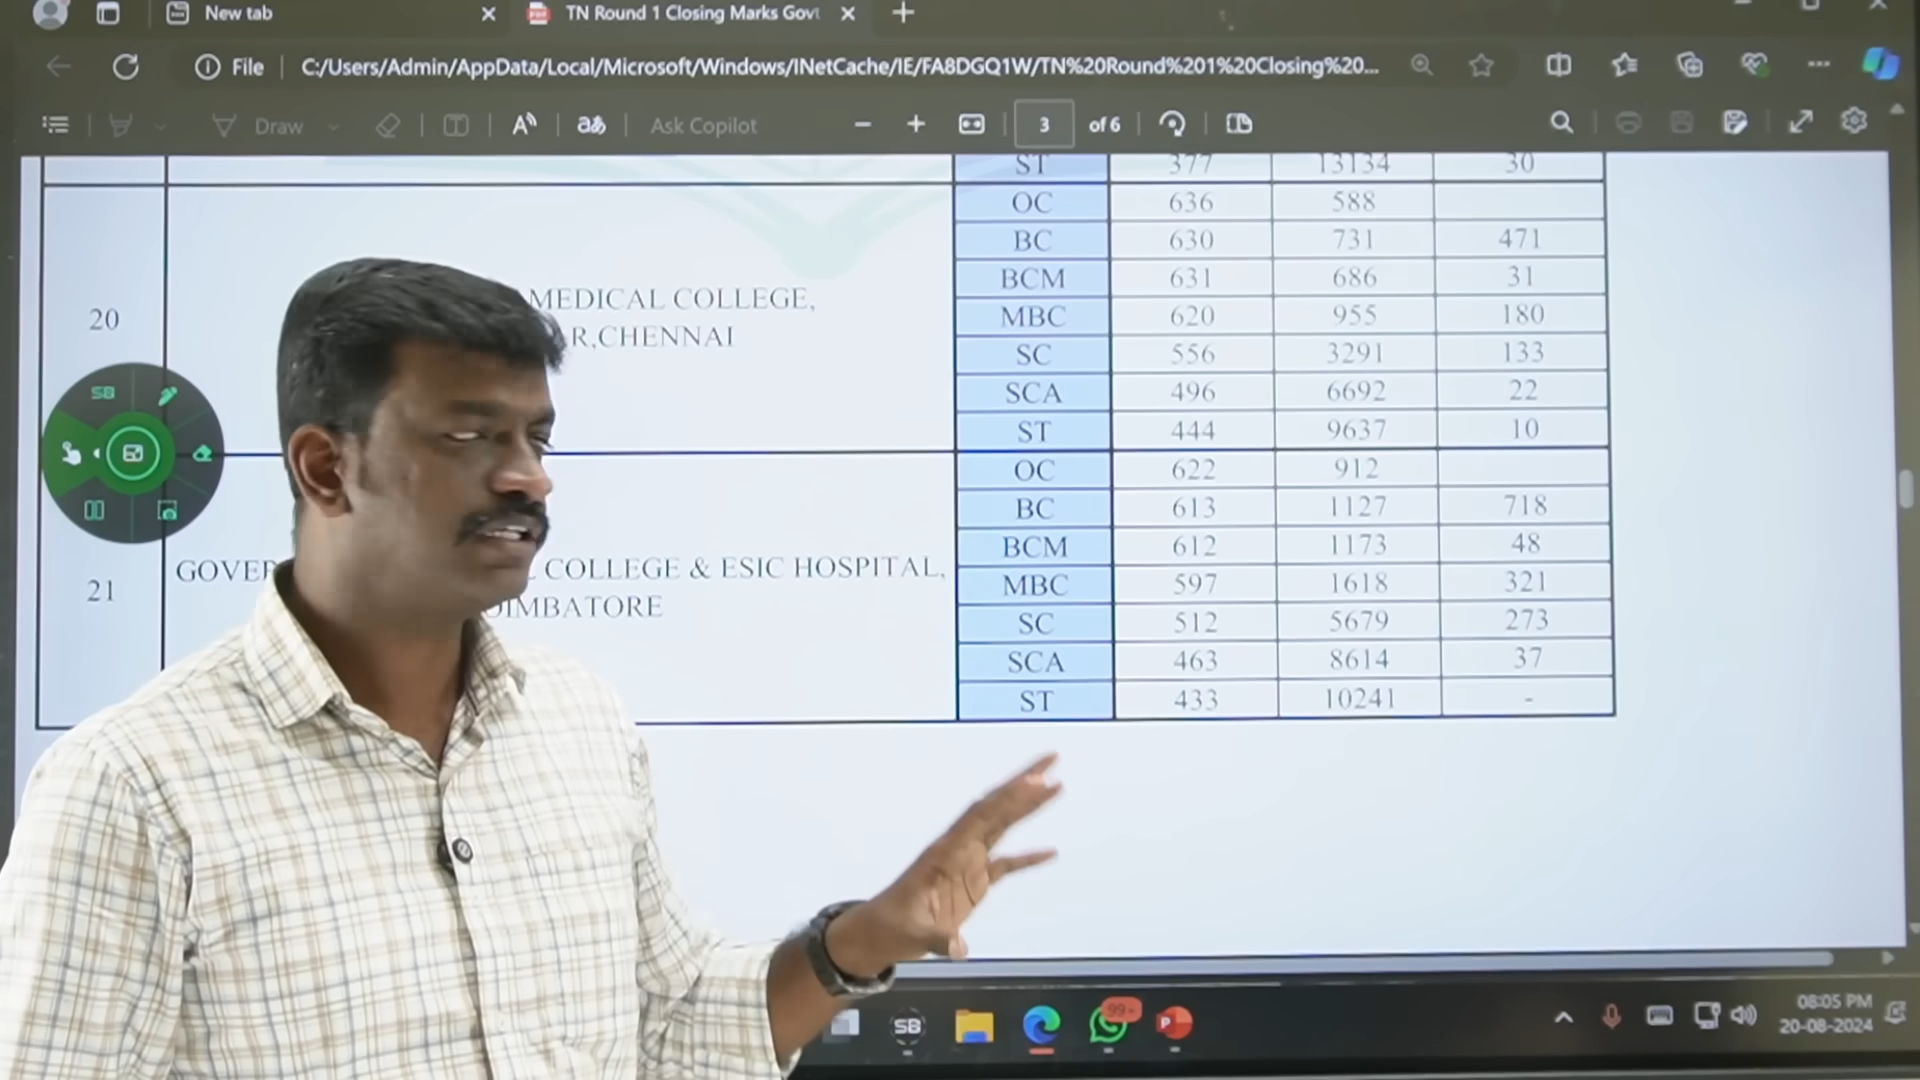 New tab
TN Round 1 Closing Marks Govt
File
C:/Users/Admin/AppData/Local/Microsoft/Windows/INetCache/IE/FA8DGQ1W/TN%20Round%201%20Closing%20...
Draw
Ask Copilot
3 of 6
ST 377 13134 30
OC 636 588
BC 630 731 471
BCM 631 686 31
MBC 620 955 180
SC 556 3291 133
SCA 496 6692 22
ST 444 9637 10
20
MEDICAL COLLEGE,
R,CHENNAI
OC 622 912
BC 613 1127 718
BCM 612 1173 48
MBC 597 1618 321
SC 512 5679 273
SCA 463 8614 37
ST 433 10241 -
21
GOVER L COLLEGE & ESIC HOSPITAL,
OIMBATORE
SB
SB
99+
08:05 PM
20-08-2024